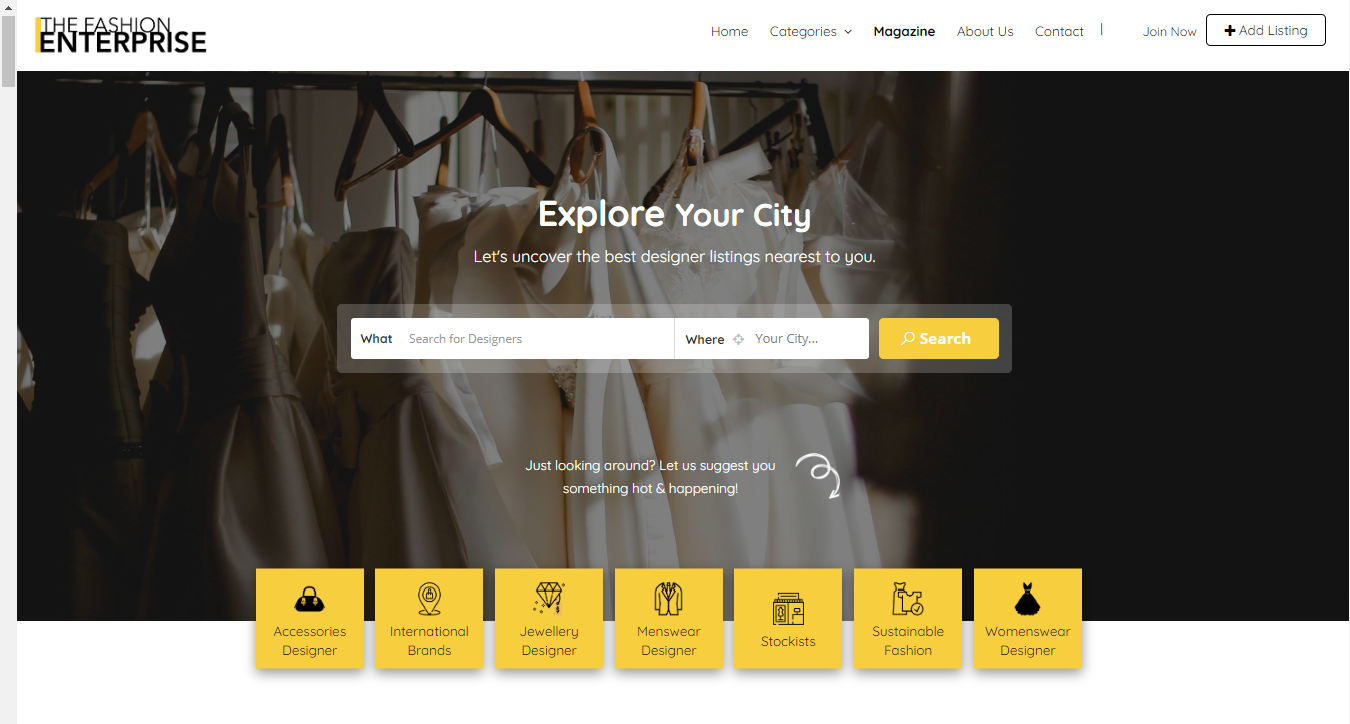 THE FASHION
ENTERPRISE
Home Categories Magazine About Us Contact Join Now Add Listing
Explore Your City
Let's uncover the best designer listings nearest to you.
What Search for Designers Where Your City... Search
Just looking around? Let us suggest you
something hot & happening!
Accessories
Designer
International
Brands
Jewellery
Designer
Menswear
Designer
Stockists
Sustainable
Fashion
Womenswear
Designer